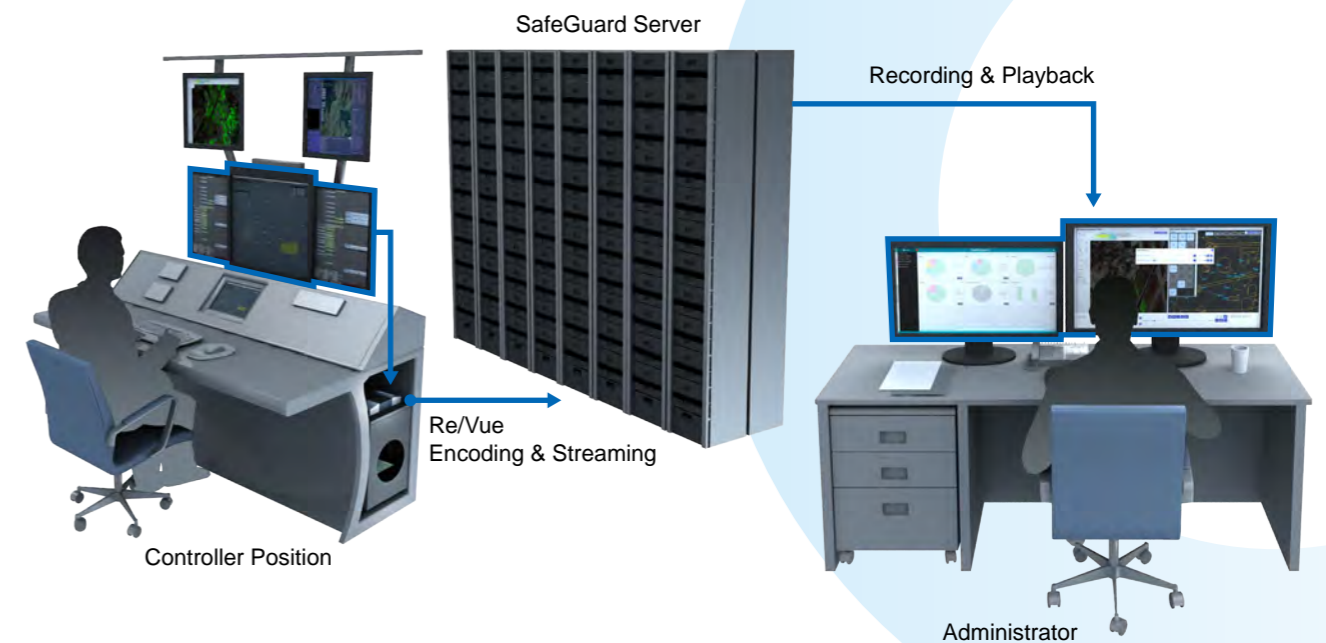 SafeGuard Server
Recording & Playback
Re/Vue
Encoding & Streaming
Controller Position
Administrator